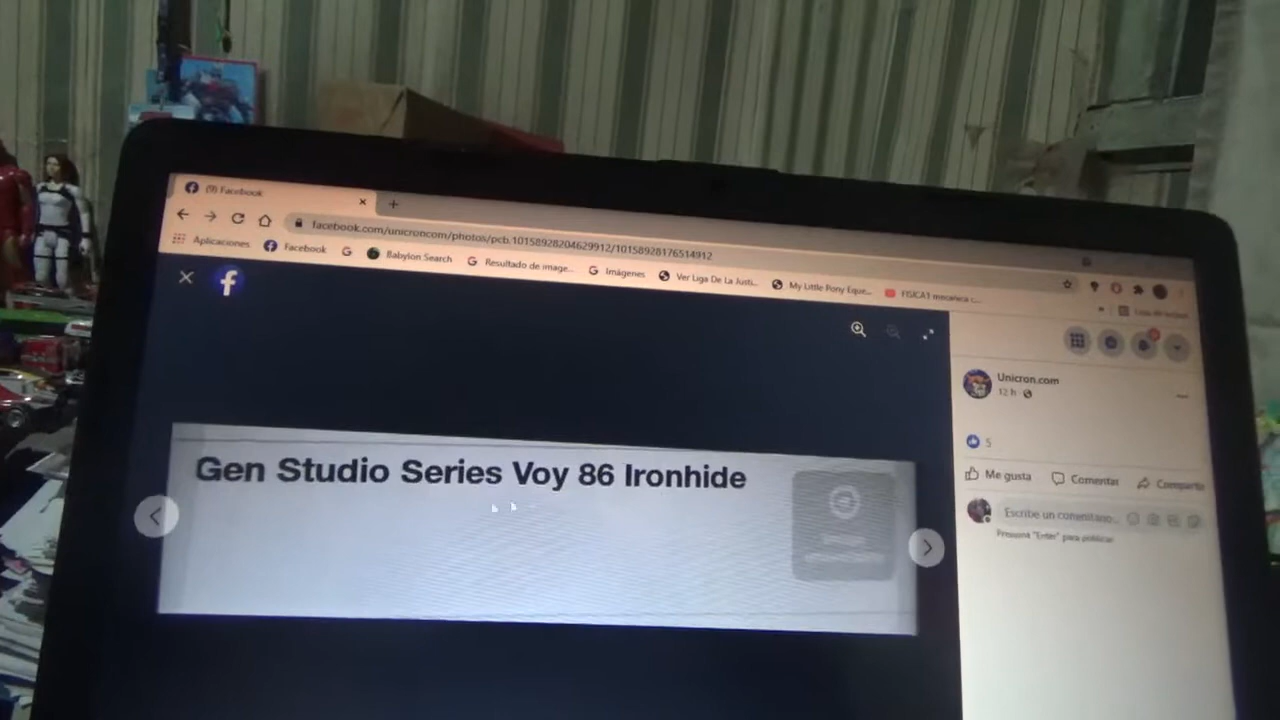 (9) Facebook
facebook.com/unicroncom/photos/pcb.10158928204629912/10158928176514912
Aplicaciones
Facebook
Babylon Search
Resultado de image...
Imágenes
Ver Liga De La Justi...
My Little Pony Eque...
FISICA1 mecanica c...
Unicron.com
12 h
5
Me gusta
Comentar
Compartir
Escribe un comentario...
Presiona "Enter" para publicar.
Gen Studio Series Voy 86 Ironhide